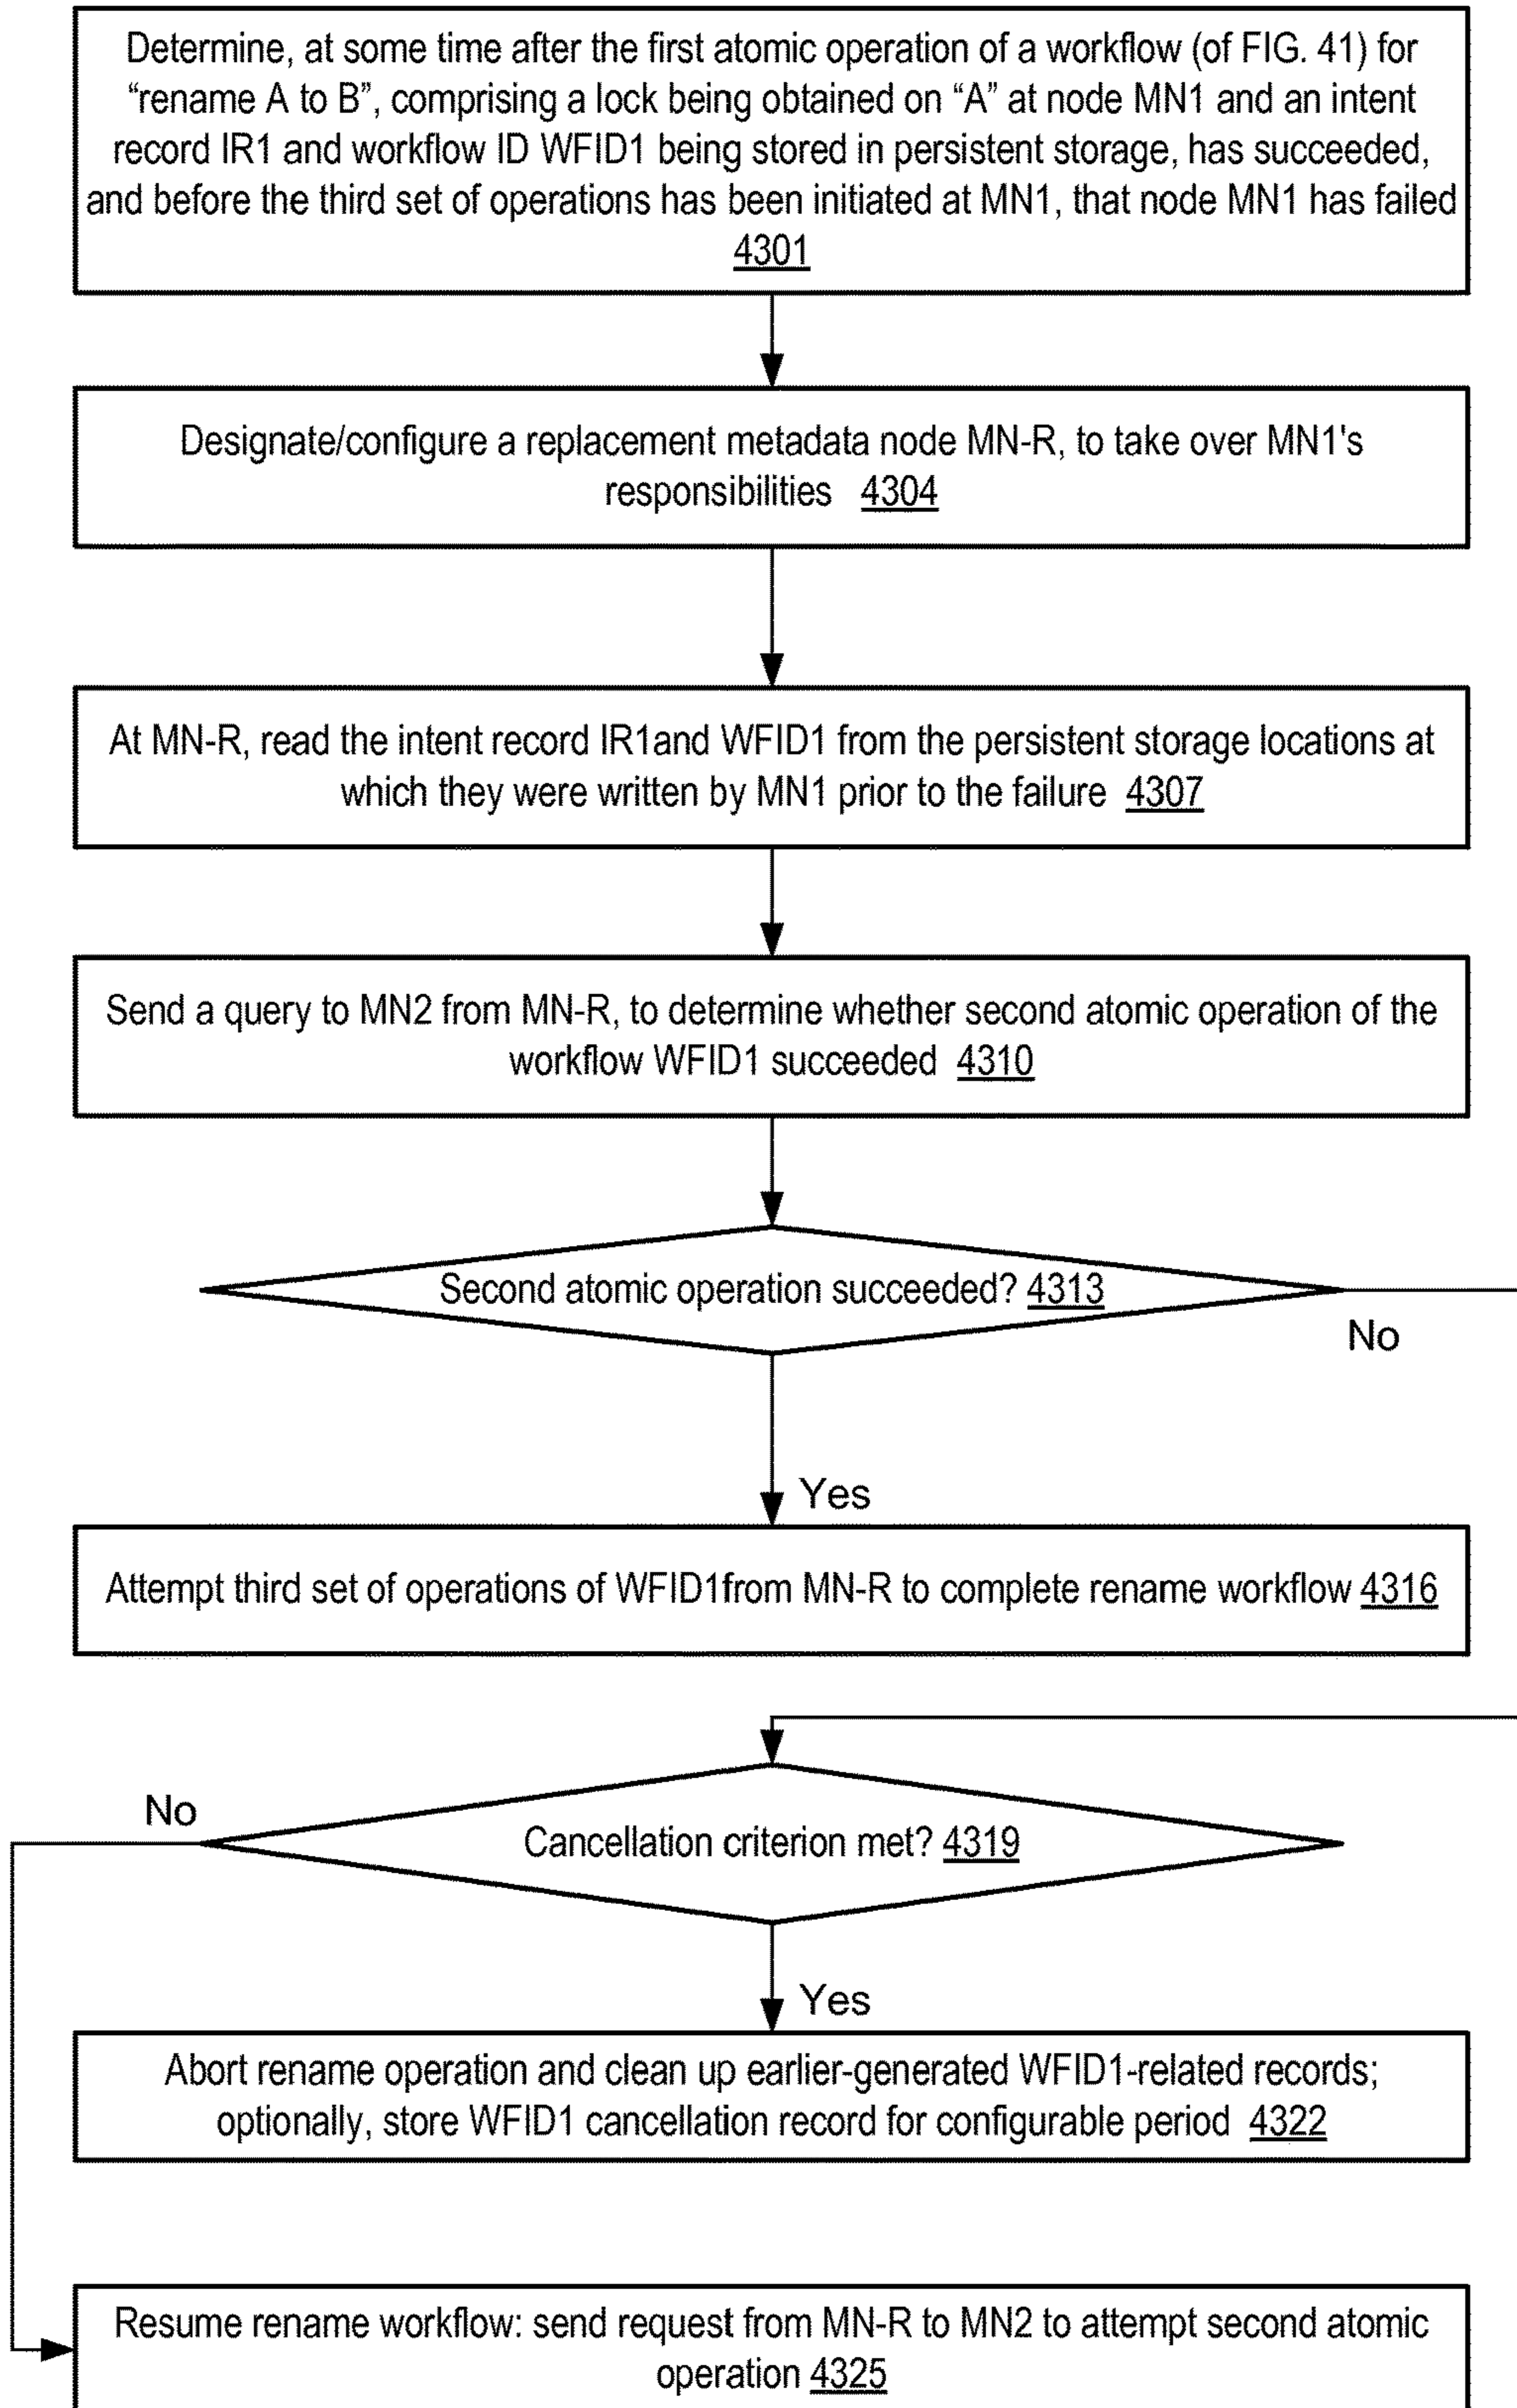 Determine, at some time after the first atomic operation of a workflow (of FIG. 41) for
“rename A to B”, comprising a lock being obtained on “A” at node MN1 and an intent
record IR1 and workflow ID WFID1 being stored in persistent storage, has succeeded,
and before the third set of operations has been initiated at MN1, that node MN1 has failed
4301
Designate/configure a replacement metadata node MN-R, to take over MN1's
responsibilities 4304
At MN-R, read the intent record IR1and WFID1 from the persistent storage locations at
which they were written by MN1 prior to the failure 4307
Send a query to MN2 from MN-R, to determine whether second atomic operation of the
workflow WFID1 succeeded 4310
Second atomic operation succeeded? 4313
No
Yes
Attempt third set of operations of WFID1from MN-R to complete rename workflow 4316
No
Cancellation criterion met? 4319
Yes
Abort rename operation and clean up earlier-generated WFID1-related records;
optionally, store WFID1 cancellation record for configurable period 4322
Resume rename workflow: send request from MN-R to MN2 to attempt second atomic
operation 4325